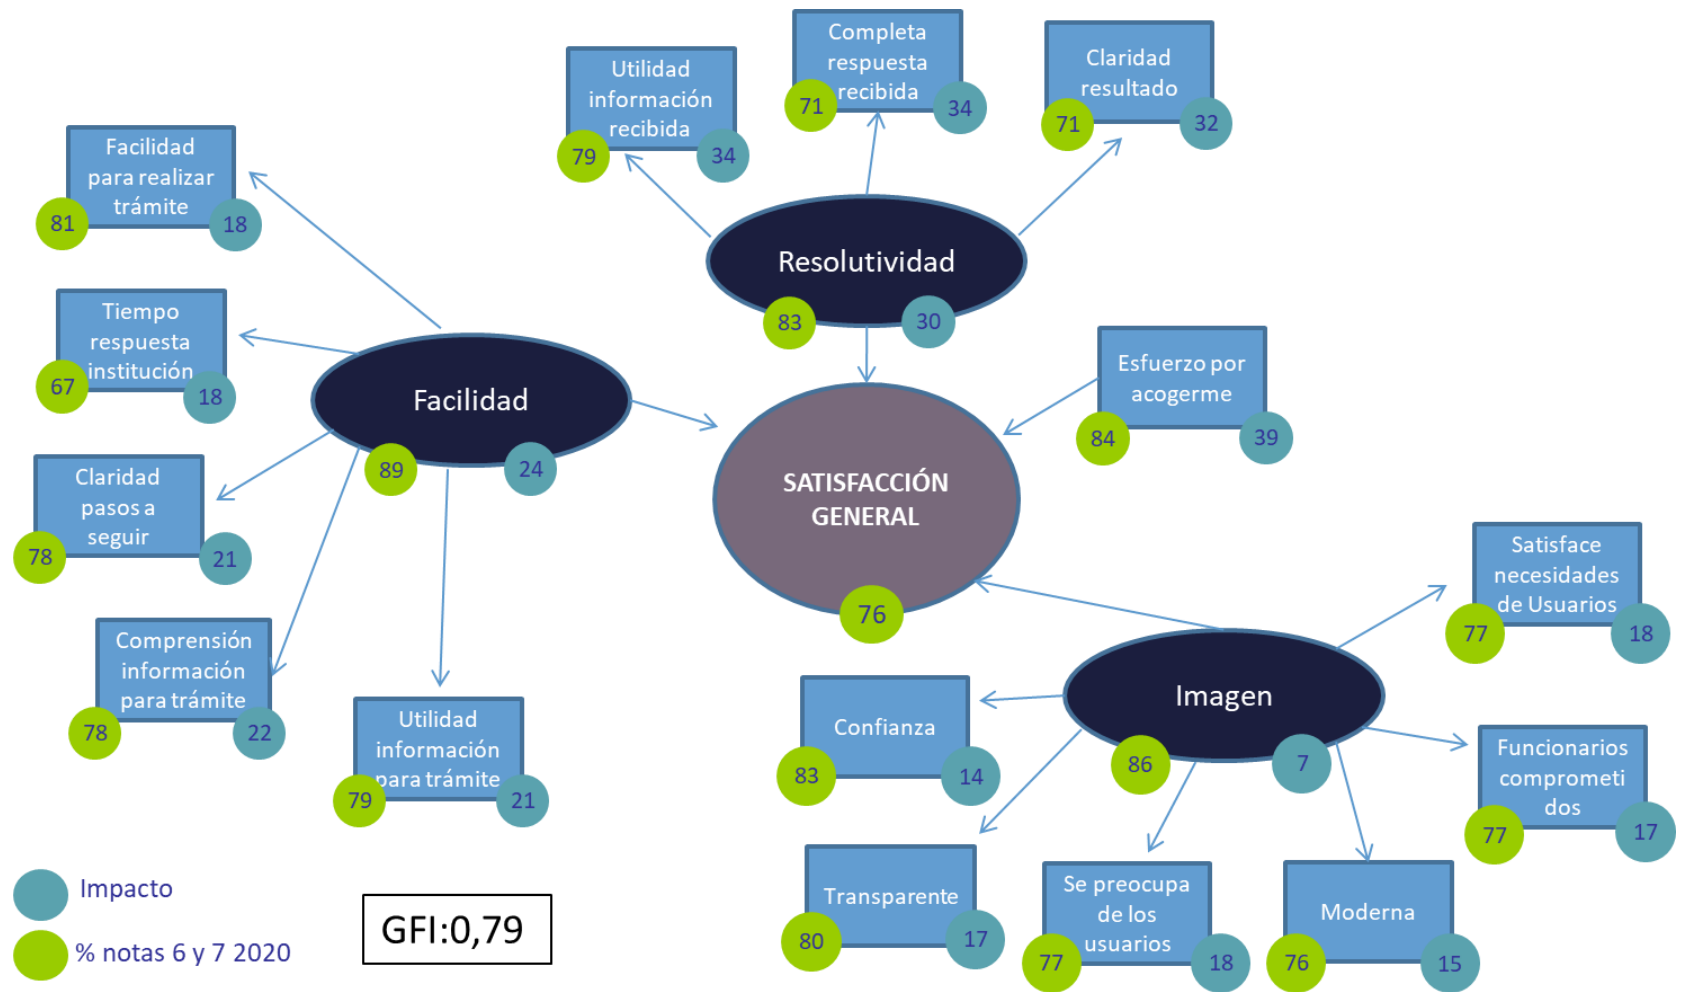 Completa
respuesta
recibida
71
34
Claridad
resultado
71
32
Utilidad
información
recibida
79
34
Facilidad
para realizar
trámite
81
18
Resolutividad
83
30
Tiempo
respuesta
institución
67
18
Facilidad
89
24
Esfuerzo por
acogerme
84
39
Claridad
pasos a
seguir
78
21
SATISFACCIÓN
GENERAL
76
Satisface
necesidades
de Usuarios
77
18
Comprensión
información
para trámite
78
22
Utilidad
información
para trámite
79
21
Confianza
83
14
Imagen
86
7
Funcionarios
comprometi
dos
77
17
Transparente
80
17
Se preocupa
de los
usuarios
77
18
Moderna
76
15
Impacto
% notas 6 y 7 2020
GFI:0,79